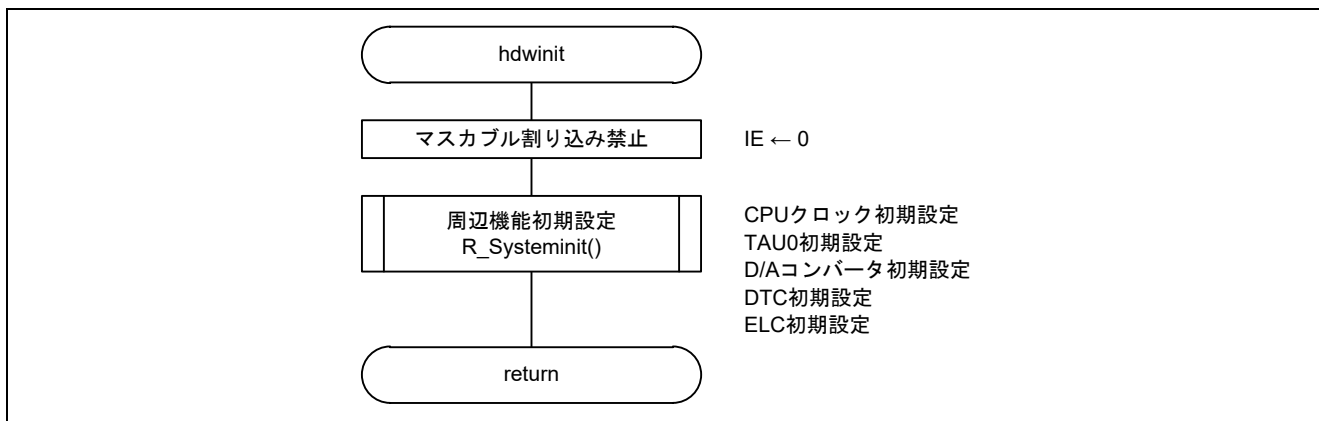 hdwinit
マスカブル割り込み禁止
IE ← 0
周辺機能初期設定
R_Systeminit()
CPUクロック初期設定
TAU0初期設定
D/Aコンバータ初期設定
DTC初期設定
ELC初期設定
return